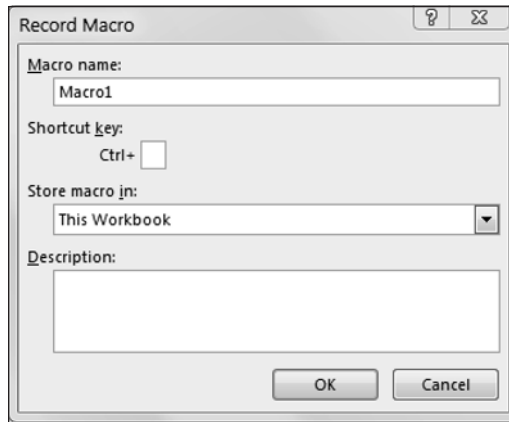 Record Macro
Macro name:
Macro1
Shortcut key:
Ctrl+
Store macro in:
This Workbook
Description:
OK Cancel